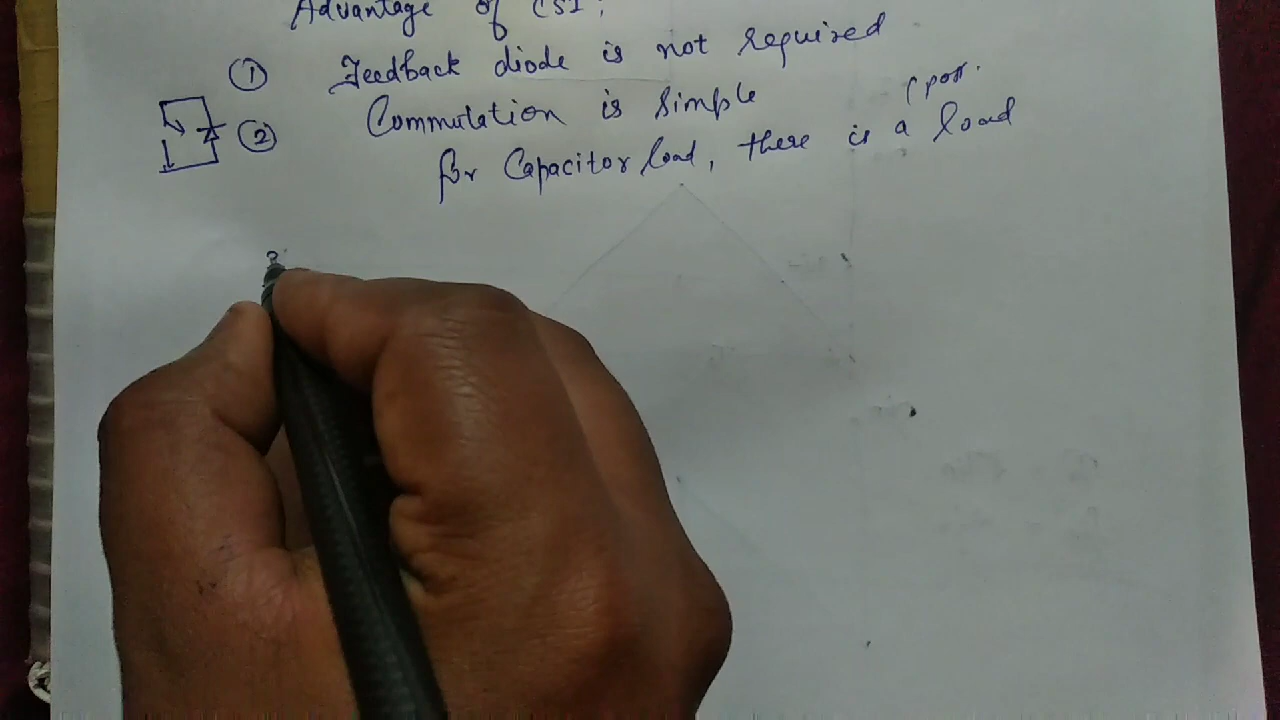 Advantage of CSI:
① Feedback diode is not required
② Commutation is simple
for Capacitor load, there is a load
3